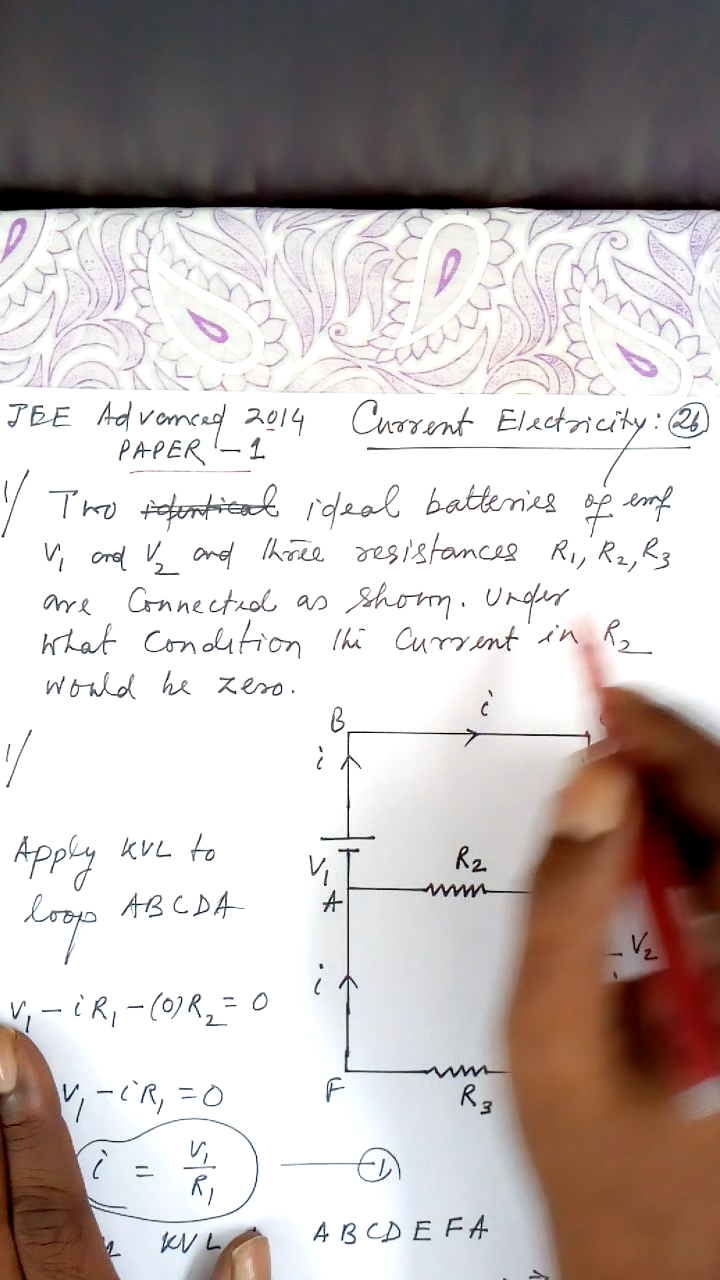 JEE Advanced 2014 Current Electricity: 26
PAPER - 1
1/ Two identical ideal batteries of emf
V1 and V2 and three resistances R1, R2, R3
are Connected as shown. Under
what Condition the Current in R2
would be zero.
B i
i
1/
Apply KVL to
loop ABCDA
V1 R2
A
V2
i
V1 - iR1 - (0)R2 = 0
V1 - iR1 = 0
F
R3
i = V1/R1 1
KVL ABCDEFA